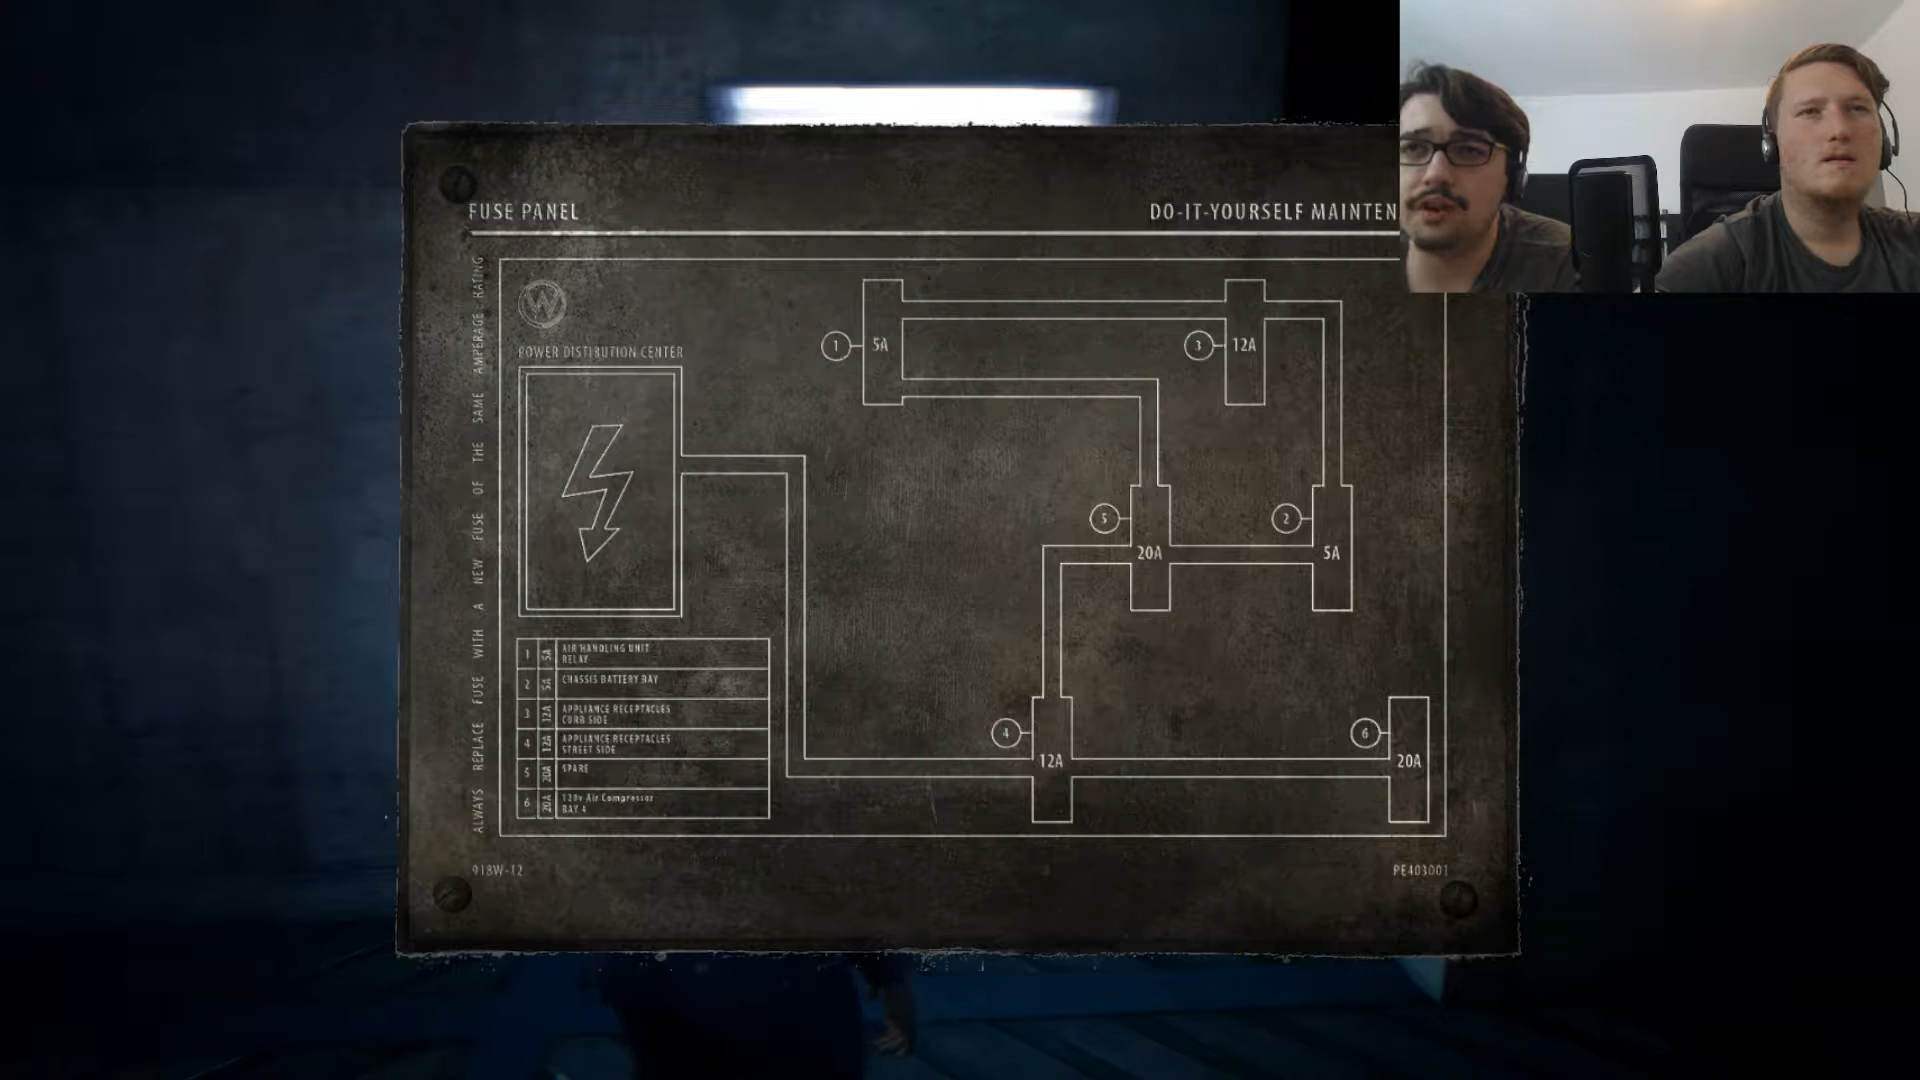 FUSE PANEL
DO-IT-YOURSELF MAINTEN
ALWAYS REPLACE FUSE WITH A NEW FUSE OF THE SAME AMPERAGE RATING
W
POWER DISTIBUTION CENTER
1 5A
3 12A
5 20A
2 5A
4 12A
6 20A
1 5A AIR HANDLING UNIT
RELAY
2 5A CHASSIS BATTERY BAY
3 12A APPLIANCE RECEPTACLES
CURB SIDE
4 12A APPLIANCE RECEPTACLES
STREET SIDE
5 20A SPARE
6 20A 120v Air Compressor
BAY 4
918W-12
PE403001